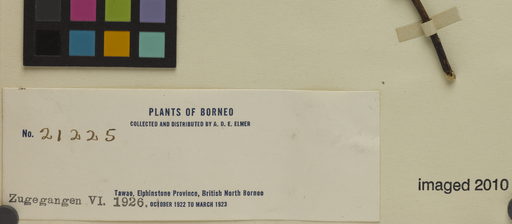 PLANTS OF BORNEO
COLLECTED AND DISTRIBUTED BY A. D. E. ELMER
No. 21225
Tawao, Elphinstone Province, British North Borneo
Zugegangen VI. 1926. OCTOBER 1922 TO MARCH 1923
imaged 2010